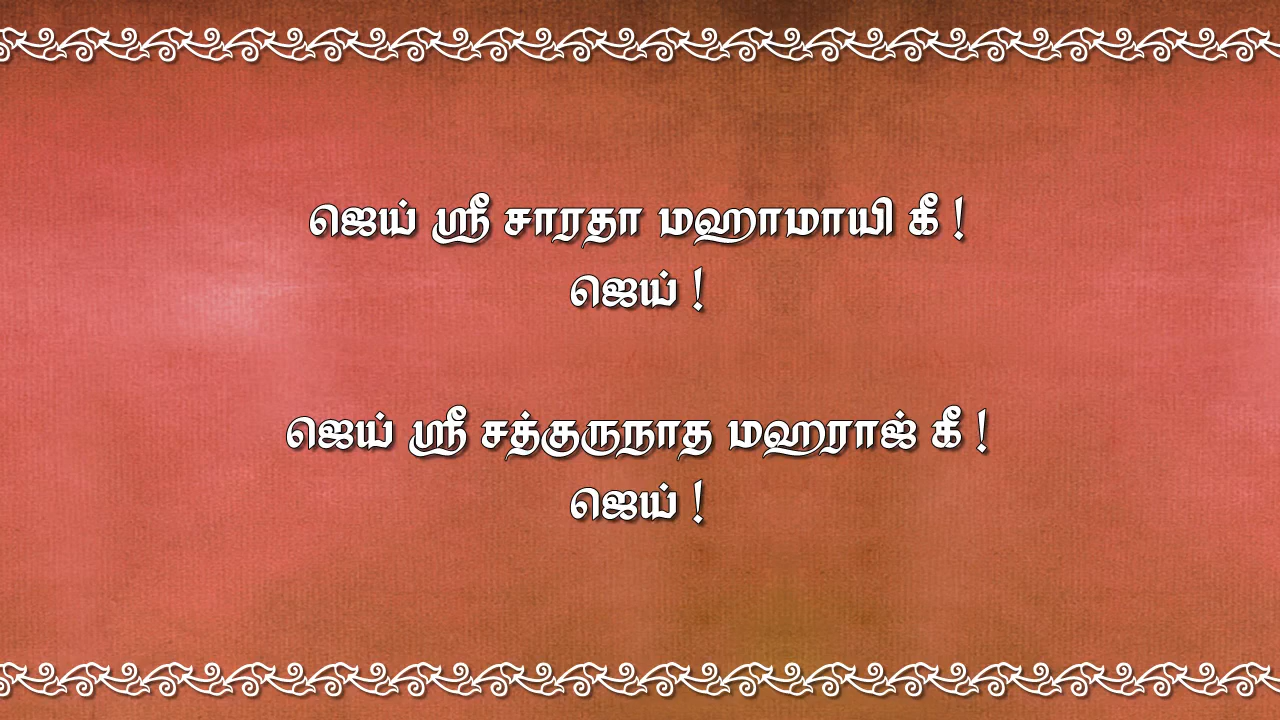 ஜெய் ஸ்ரீ சாரதா மஹாமாயி கீ !
ஜெய் !
ஜெய் ஸ்ரீ சத்குருநாத மஹராஜ் கீ !
ஜெய் !